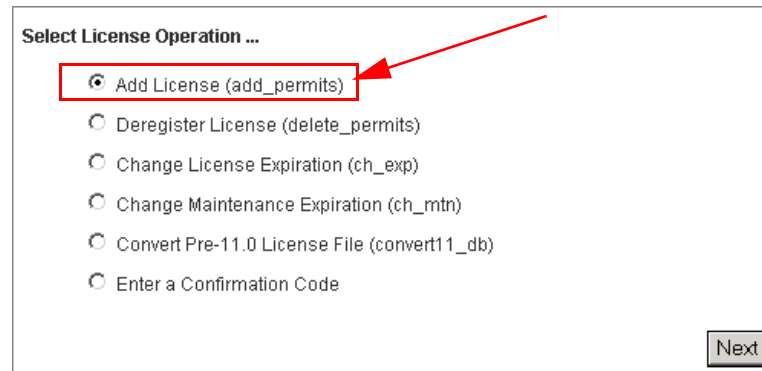 Select License Operation ...
Add License (add_permits)
Deregister License (delete_permits)
Change License Expiration (ch_exp)
Change Maintenance Expiration (ch_mtn)
Convert Pre-11.0 License File (convert11_db)
Enter a Confirmation Code
Next